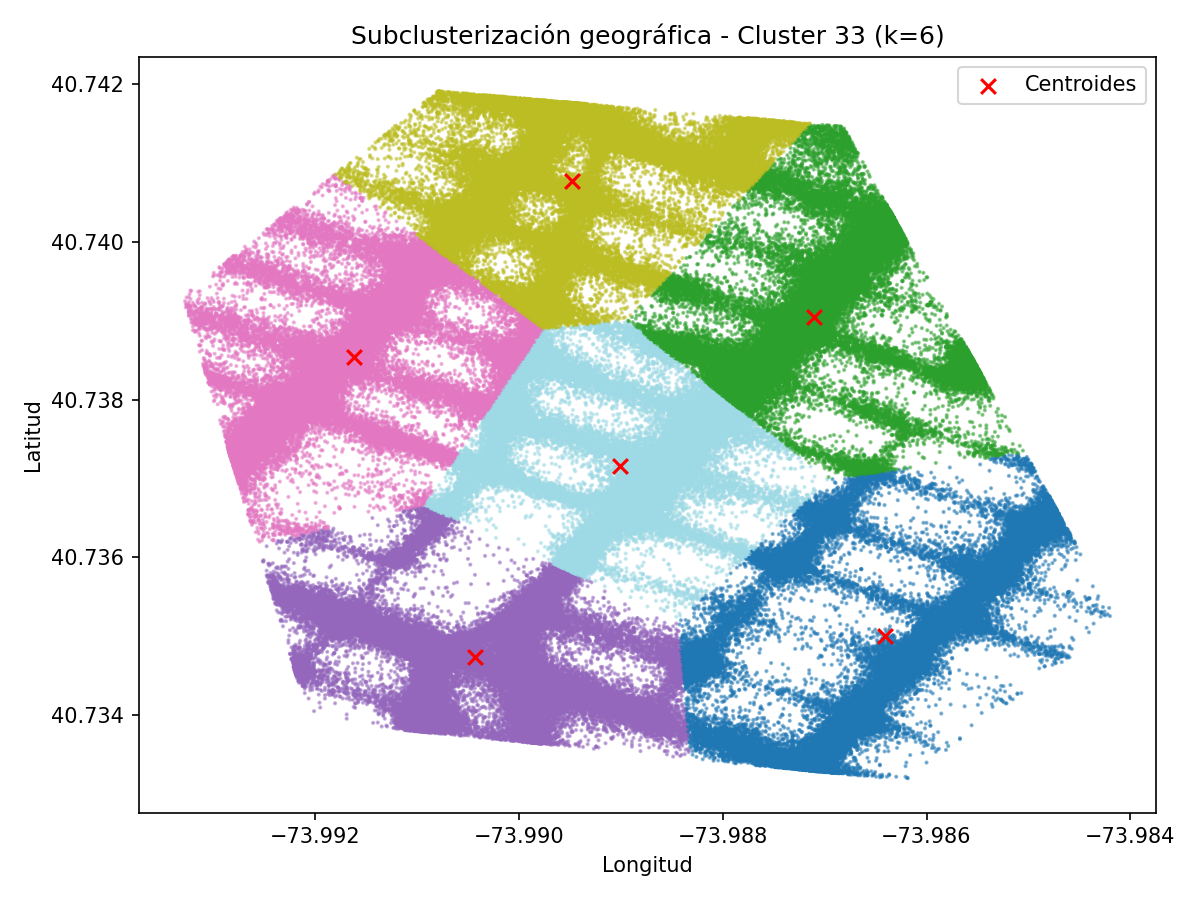 Subclusterización geográfica - Cluster 33 (k=6)
Centroides
40.742
40.740
40.738
40.736
40.734
Latitud
−73.992
−73.990
−73.988
−73.986
−73.984
Longitud